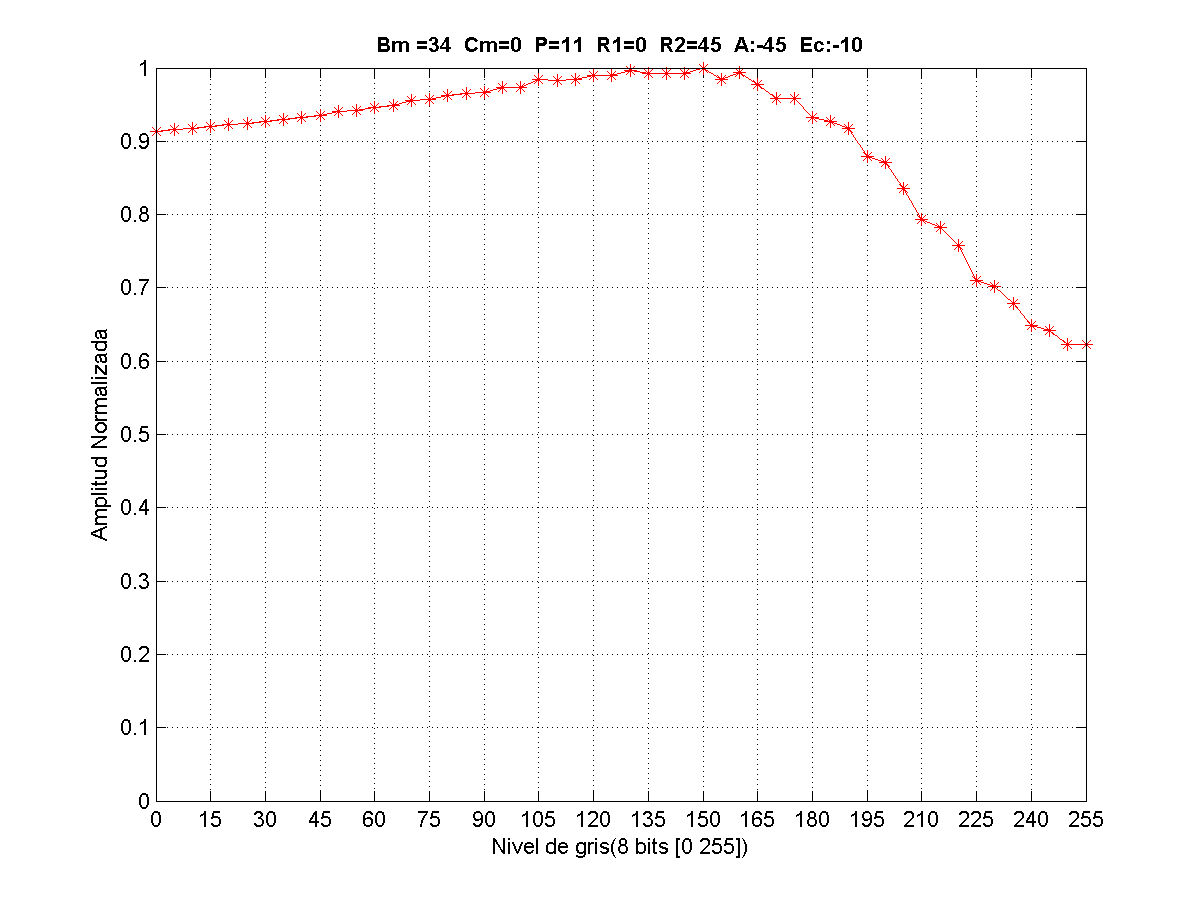 Bm =34 Cm=0 P=11 R1=0 R2=45 A:-45 Ec:-10
1
0.9
0.8
0.7
0.6
0.5
0.4
0.3
0.2
0.1
0
Amplitud Normalizada
0 15 30 45 60 75 90 105 120 135 150 165 180 195 210 225 240 255
Nivel de gris(8 bits [0 255])